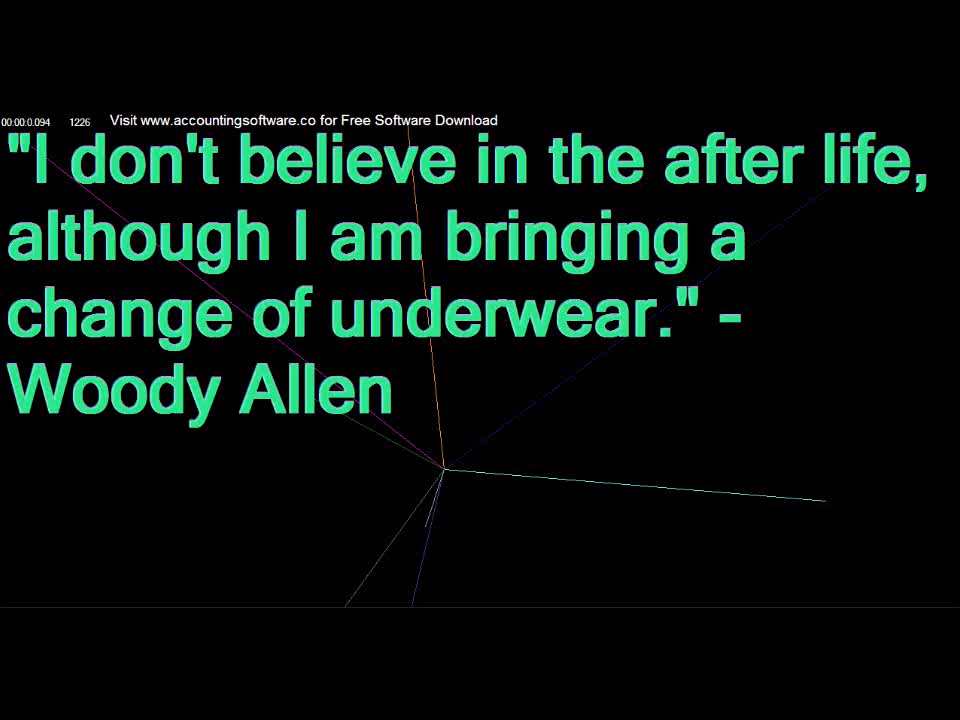 00:00:0.094 1226 Visit www.accountingsoftware.co for Free Software Download
"I don't believe in the after life,
although I am bringing a
change of underwear." -
Woody Allen